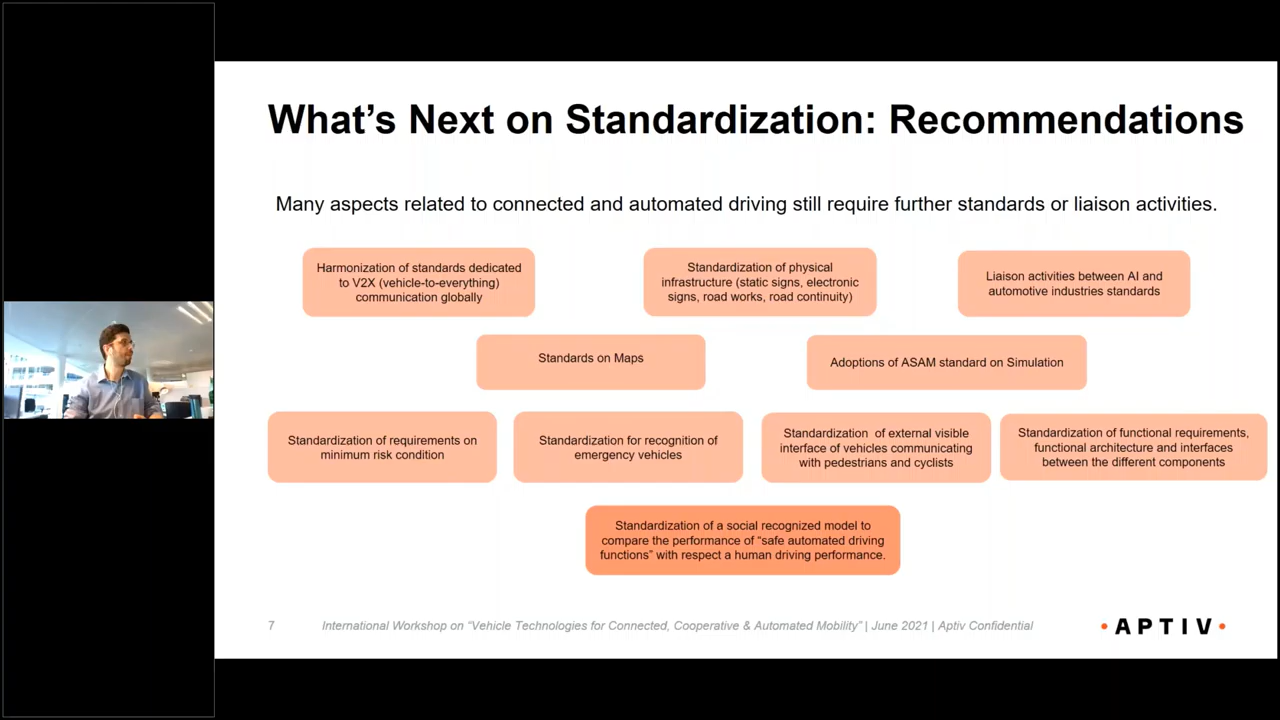 What's Next on Standardization: Recommendations
Many aspects related to connected and automated driving still require further standards or liaison activities.
Harmonization of standards dedicated
to V2X (vehicle-to-everything)
communication globally
Standardization of physical
infrastructure (static signs, electronic
signs, road works, road continuity)
Liaison activities between AI and
automotive industries standards
Standards on Maps
Adoptions of ASAM standard on Simulation
Standardization of requirements on
minimum risk condition
Standardization for recognition of
emergency vehicles
Standardization of external visible
interface of vehicles communicating
with pedestrians and cyclists
Standardization of functional requirements,
functional architecture and interfaces
between the different components
Standardization of a social recognized model to
compare the performance of “safe automated driving
functions” with respect a human driving performance.
7 International Workshop on “Vehicle Technologies for Connected, Cooperative & Automated Mobility” | June 2021 | Aptiv Confidential
• APTIV •